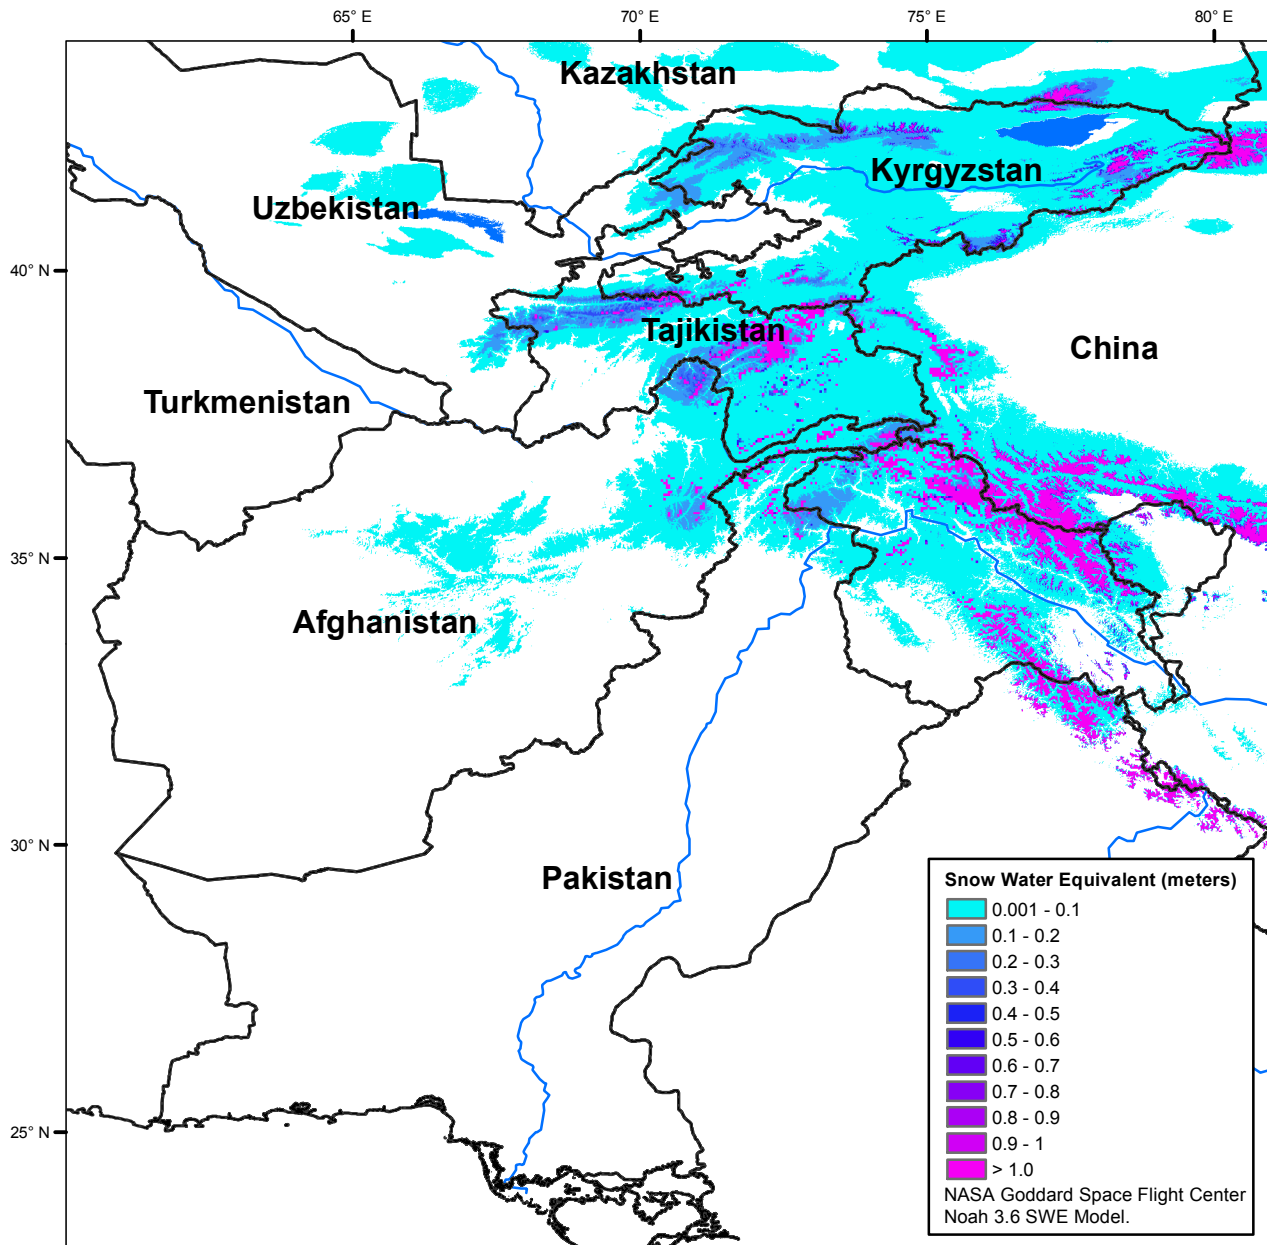 65° E
70° E
75° E
80° E
Kazakhstan
Kyrgyzstan
Uzbekistan
40° N
Tajikistan
China
Turkmenistan
35° N
Afghanistan
30° N
Pakistan
25° N
Snow Water Equivalent (meters)
0.001 - 0.1
0.1 - 0.2
0.2 - 0.3
0.3 - 0.4
0.4 - 0.5
0.5 - 0.6
0.6 - 0.7
0.7 - 0.8
0.8 - 0.9
0.9 - 1
> 1.0
NASA Goddard Space Flight Center
Noah 3.6 SWE Model.